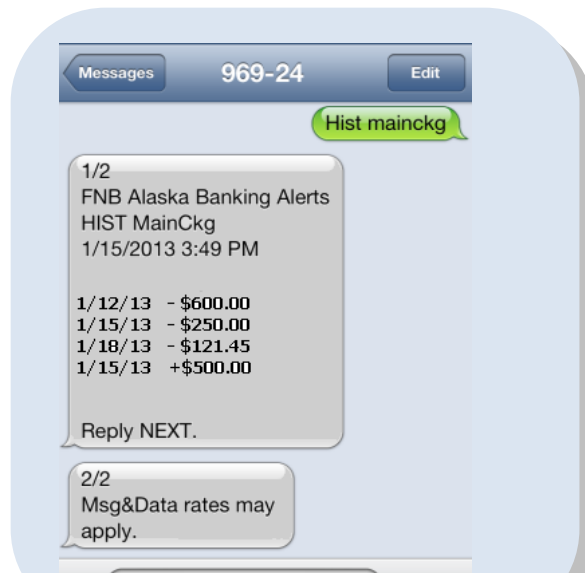 Messages
969-24
Edit
Hist mainckg
1/2
FNB Alaska Banking Alerts
HIST MainCkg
1/15/2013 3:49 PM
1/12/13 - $600.00
1/15/13 - $250.00
1/18/13 - $121.45
1/15/13 +$500.00
Reply NEXT.
2/2
Msg&Data rates may
apply.